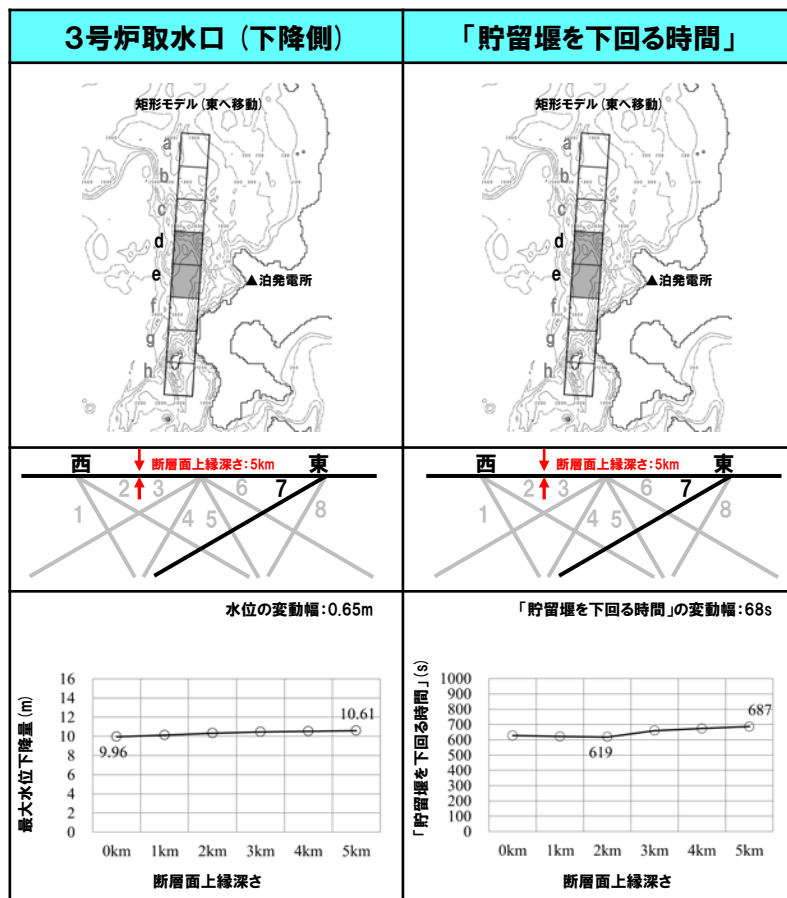 3号炉取水口(下降側)
「貯留堰を下回る時間」
矩形モデル(東へ移動)
a
b
c
d
e
f
g
h
▲泊発電所
矩形モデル(東へ移動)
a
b
c
d
e
f
g
h
▲泊発電所
西
断層面上縁深さ:5km
東
1
2
3
4
5
6
7
8
西
断層面上縁深さ:5km
東
1
2
3
4
5
6
7
8
水位の変動幅:0.65m
最大水位下降量(m)
16
14
12
10
8
6
4
2
0
9.96
10.61
0km 1km 2km 3km 4km 5km
断層面上縁深さ
「貯留堰を下回る時間」の変動幅:68s
「貯留堰を下回る時間」(s)
1000
900
800
700
600
500
400
300
200
100
0
619
687
0km 1km 2km 3km 4km 5km
断層面上縁深さ